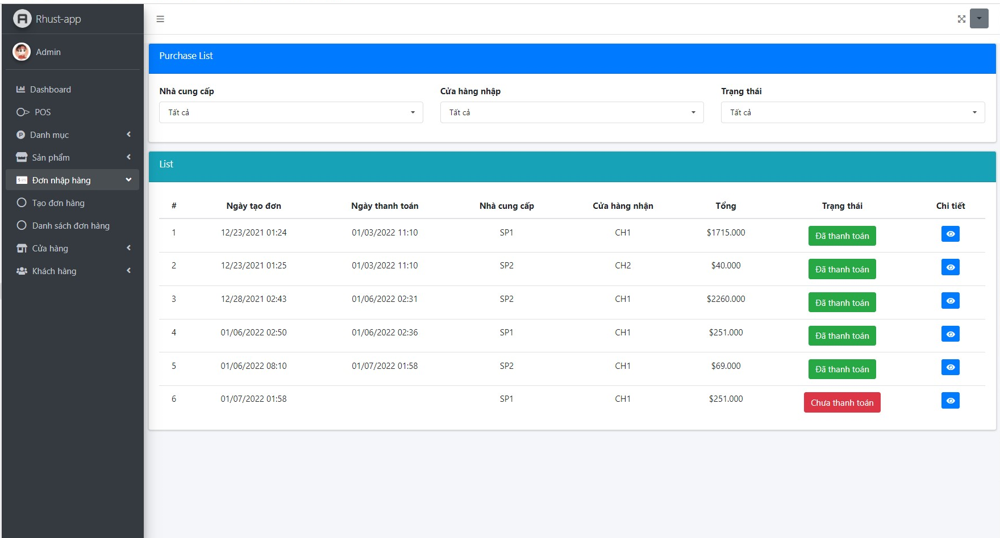 Rhust-app
Admin
Dashboard
POS
Danh mục
Sản phẩm
Đơn nhập hàng
Tạo đơn hàng
Danh sách đơn hàng
Cửa hàng
Khách hàng
Purchase List
Nhà cung cấp Cửa hàng nhập Trạng thái
Tất cả Tất cả Tất cả
List
# Ngày tạo đơn Ngày thanh toán Nhà cung cấp Cửa hàng nhận Tổng Trạng thái Chi tiết
1 12/23/2021 01:24 01/03/2022 11:10 SP1 CH1 $1715.000 Đã thanh toán
2 12/23/2021 01:25 01/03/2022 11:10 SP2 CH2 $40.000 Đã thanh toán
3 12/28/2021 02:43 01/06/2022 02:31 SP2 CH1 $2260.000 Đã thanh toán
4 01/06/2022 02:50 01/06/2022 02:36 SP1 CH1 $251.000 Đã thanh toán
5 01/06/2022 08:10 01/07/2022 01:58 SP2 CH1 $69.000 Đã thanh toán
6 01/07/2022 01:58 SP1 CH1 $251.000 Chưa thanh toán